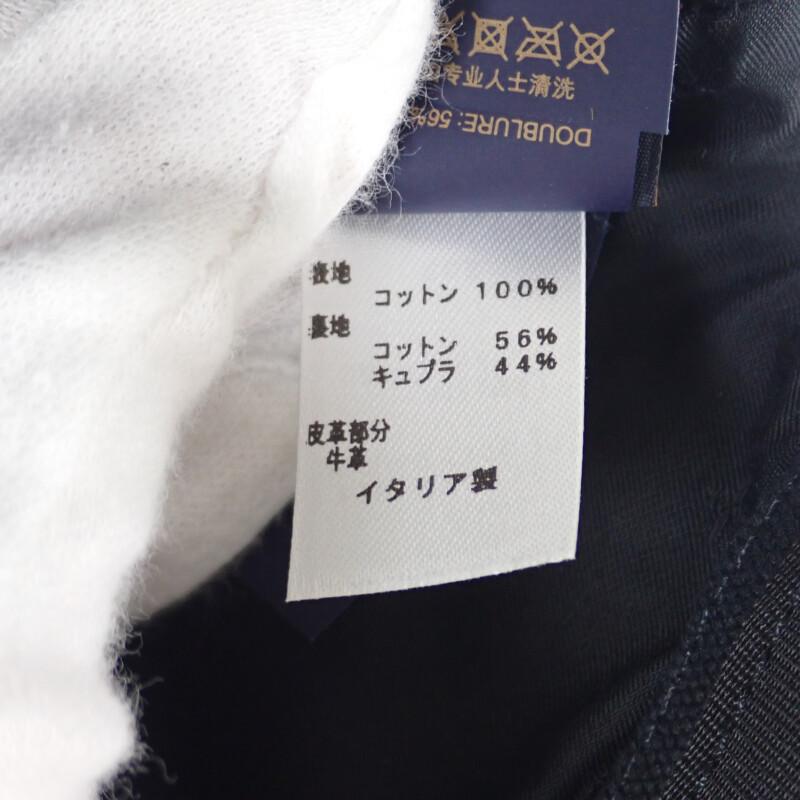 专业人士清洗
DOUBLURE: 56%
表地
コットン 100%
裏地
コットン 56%
キュプラ 44%
皮革部分
牛革
イタリア製